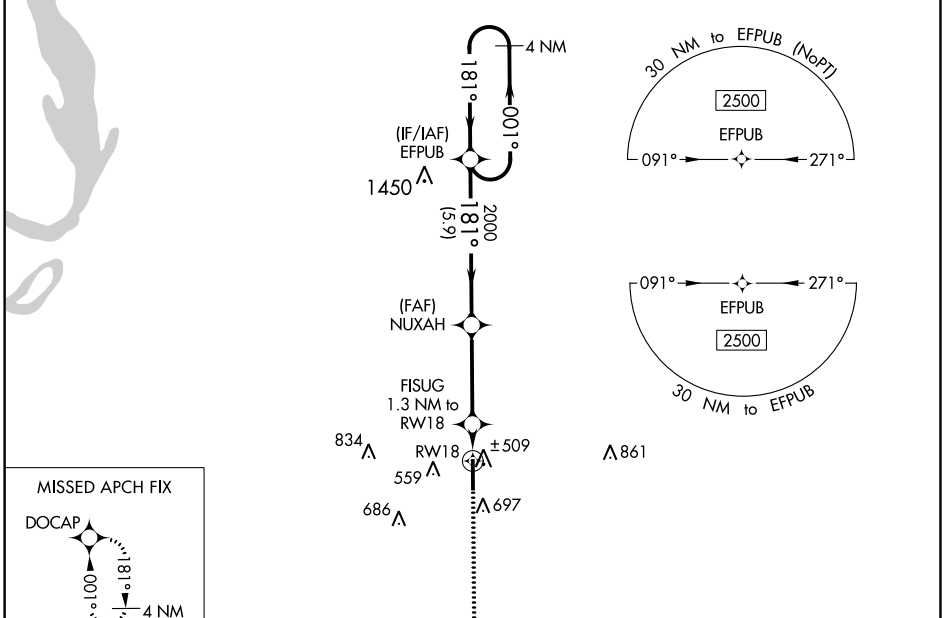 4 NM
181°
001°
(IF/IAF)
EFPUB
1450
2000
181°
(5.9)
(FAF)
NUXAH
FISUG
1.3 NM to
RW18
834
RW18
±509
861
559
686
697
30 NM to EFPUB (NoPT)
2500
EFPUB
091°
271°
091°
271°
EFPUB
2500
30 NM to EFPUB
MISSED APCH FIX
DOCAP
181°
001°
4 NM